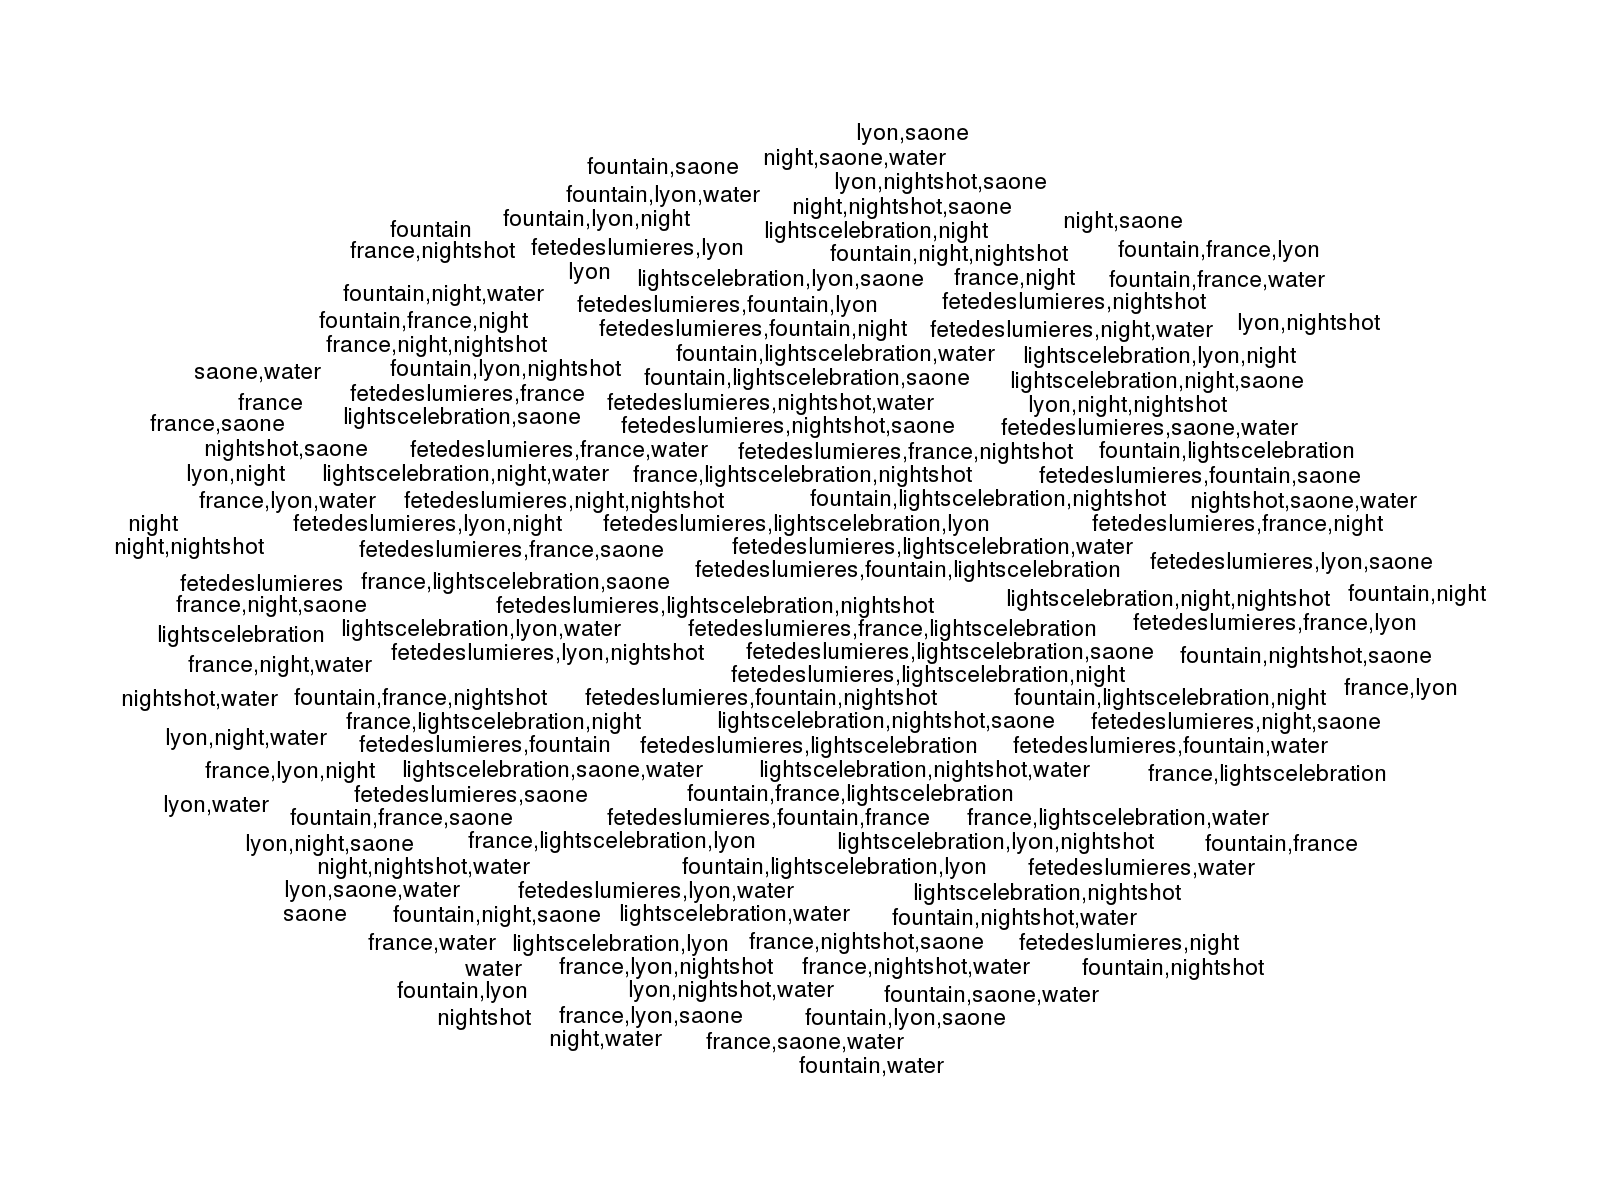 lyon,saone
night,saone,water
fountain,saone
lyon,nightshot,saone
fountain,lyon,water
night,nightshot,saone
fountain,lyon,night
night,saone
fountain
lightscelebration,night
france,nightshot
fetedeslumieres,lyon
fountain,night,nightshot
fountain,france,lyon
lyon
lightscelebration,lyon,saone
france,night
fountain,france,water
fountain,night,water
fetedeslumieres,fountain,lyon
fetedeslumieres,nightshot
fountain,france,night
fetedeslumieres,fountain,night
fetedeslumieres,night,water
lyon,nightshot
france,night,nightshot
fountain,lightscelebration,water
lightscelebration,lyon,night
saone,water
fountain,lyon,nightshot
fountain,lightscelebration,saone
lightscelebration,night,saone
france
fetedeslumieres,france
fetedeslumieres,nightshot,water
lyon,night,nightshot
france,saone
lightscelebration,saone
fetedeslumieres,nightshot,saone
fetedeslumieres,saone,water
nightshot,saone
fetedeslumieres,france,water
fetedeslumieres,france,nightshot
fountain,lightscelebration
lyon,night
lightscelebration,night,water
france,lightscelebration,nightshot
fetedeslumieres,fountain,saone
france,lyon,water
fetedeslumieres,night,nightshot
fountain,lightscelebration,nightshot
nightshot,saone,water
night
fetedeslumieres,lyon,night
fetedeslumieres,lightscelebration,lyon
fetedeslumieres,france,night
night,nightshot
fetedeslumieres,france,saone
fetedeslumieres,lightscelebration,water
fetedeslumieres,lyon,saone
fetedeslumieres,fountain,lightscelebration
fetedeslumieres
france,lightscelebration,saone
france,night,saone
fetedeslumieres,lightscelebration,nightshot
lightscelebration,night,nightshot
fountain,night
lightscelebration
lightscelebration,lyon,water
fetedeslumieres,france,lightscelebration
fetedeslumieres,france,lyon
france,night,water
fetedeslumieres,lyon,nightshot
fetedeslumieres,lightscelebration,saone
fountain,nightshot,saone
fetedeslumieres,lightscelebration,night
nightshot,water
fountain,france,nightshot
fetedeslumieres,fountain,nightshot
fountain,lightscelebration,night
france,lyon
france,lightscelebration,night
lightscelebration,nightshot,saone
fetedeslumieres,night,saone
lyon,night,water
fetedeslumieres,fountain
fetedeslumieres,lightscelebration
fetedeslumieres,fountain,water
france,lyon,night
lightscelebration,saone,water
lightscelebration,nightshot,water
france,lightscelebration
lyon,water
fetedeslumieres,saone
fountain,france,lightscelebration
fountain,france,saone
fetedeslumieres,fountain,france
france,lightscelebration,water
lyon,night,saone
france,lightscelebration,lyon
lightscelebration,lyon,nightshot
fountain,france
night,nightshot,water
fountain,lightscelebration,lyon
fetedeslumieres,water
lyon,saone,water
fetedeslumieres,lyon,water
lightscelebration,nightshot
saone
fountain,night,saone
lightscelebration,water
fountain,nightshot,water
france,water
lightscelebration,lyon
france,nightshot,saone
fetedeslumieres,night
water
france,lyon,nightshot
france,nightshot,water
fountain,nightshot
fountain,lyon
lyon,nightshot,water
fountain,saone,water
nightshot
france,lyon,saone
fountain,lyon,saone
night,water
france,saone,water
fountain,water